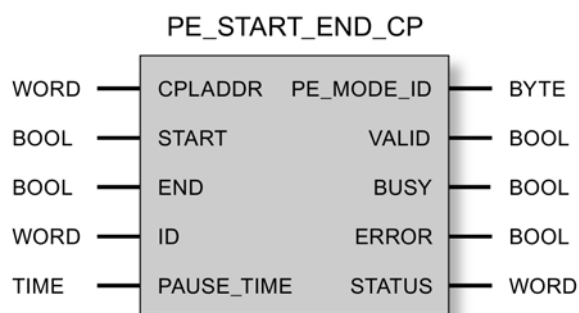 PE_START_END_CP
WORD CPLADDR PE_MODE_ID BYTE
BOOL START VALID BOOL
BOOL END BUSY BOOL
WORD ID ERROR BOOL
TIME PAUSE_TIME STATUS WORD